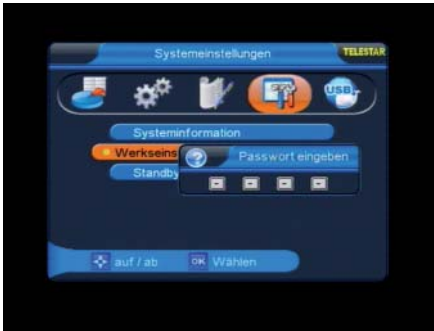 Systemeinstellungen
TELESTAR
USB
Systeminformation
Werkseins
Passwort eingeben
Standby
auf / ab
OK Wählen